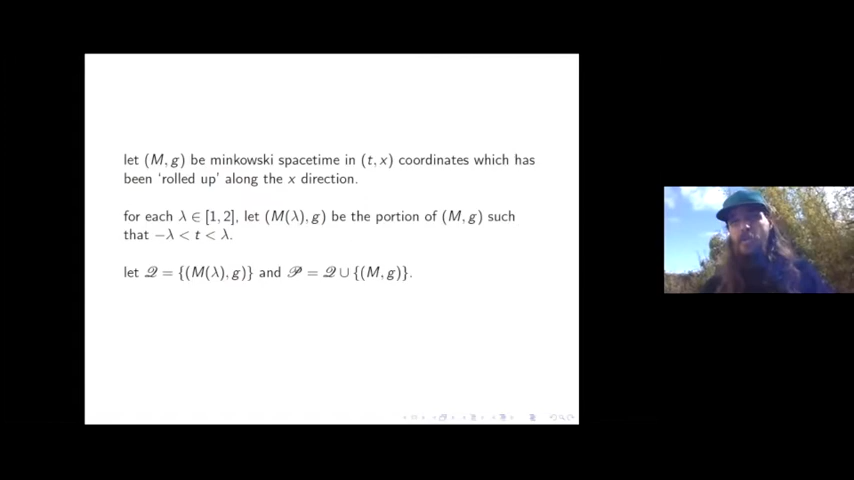 let (M, g) be minkowski spacetime in (t, x) coordinates which has
been ‘rolled up’ along the x direction.
for each λ ∈ [1, 2], let (M(λ), g) be the portion of (M, g) such
that −λ < t < λ.
let 𝒬 = {(M(λ), g)} and 𝒫 = 𝒬 ∪ {(M, g)}.